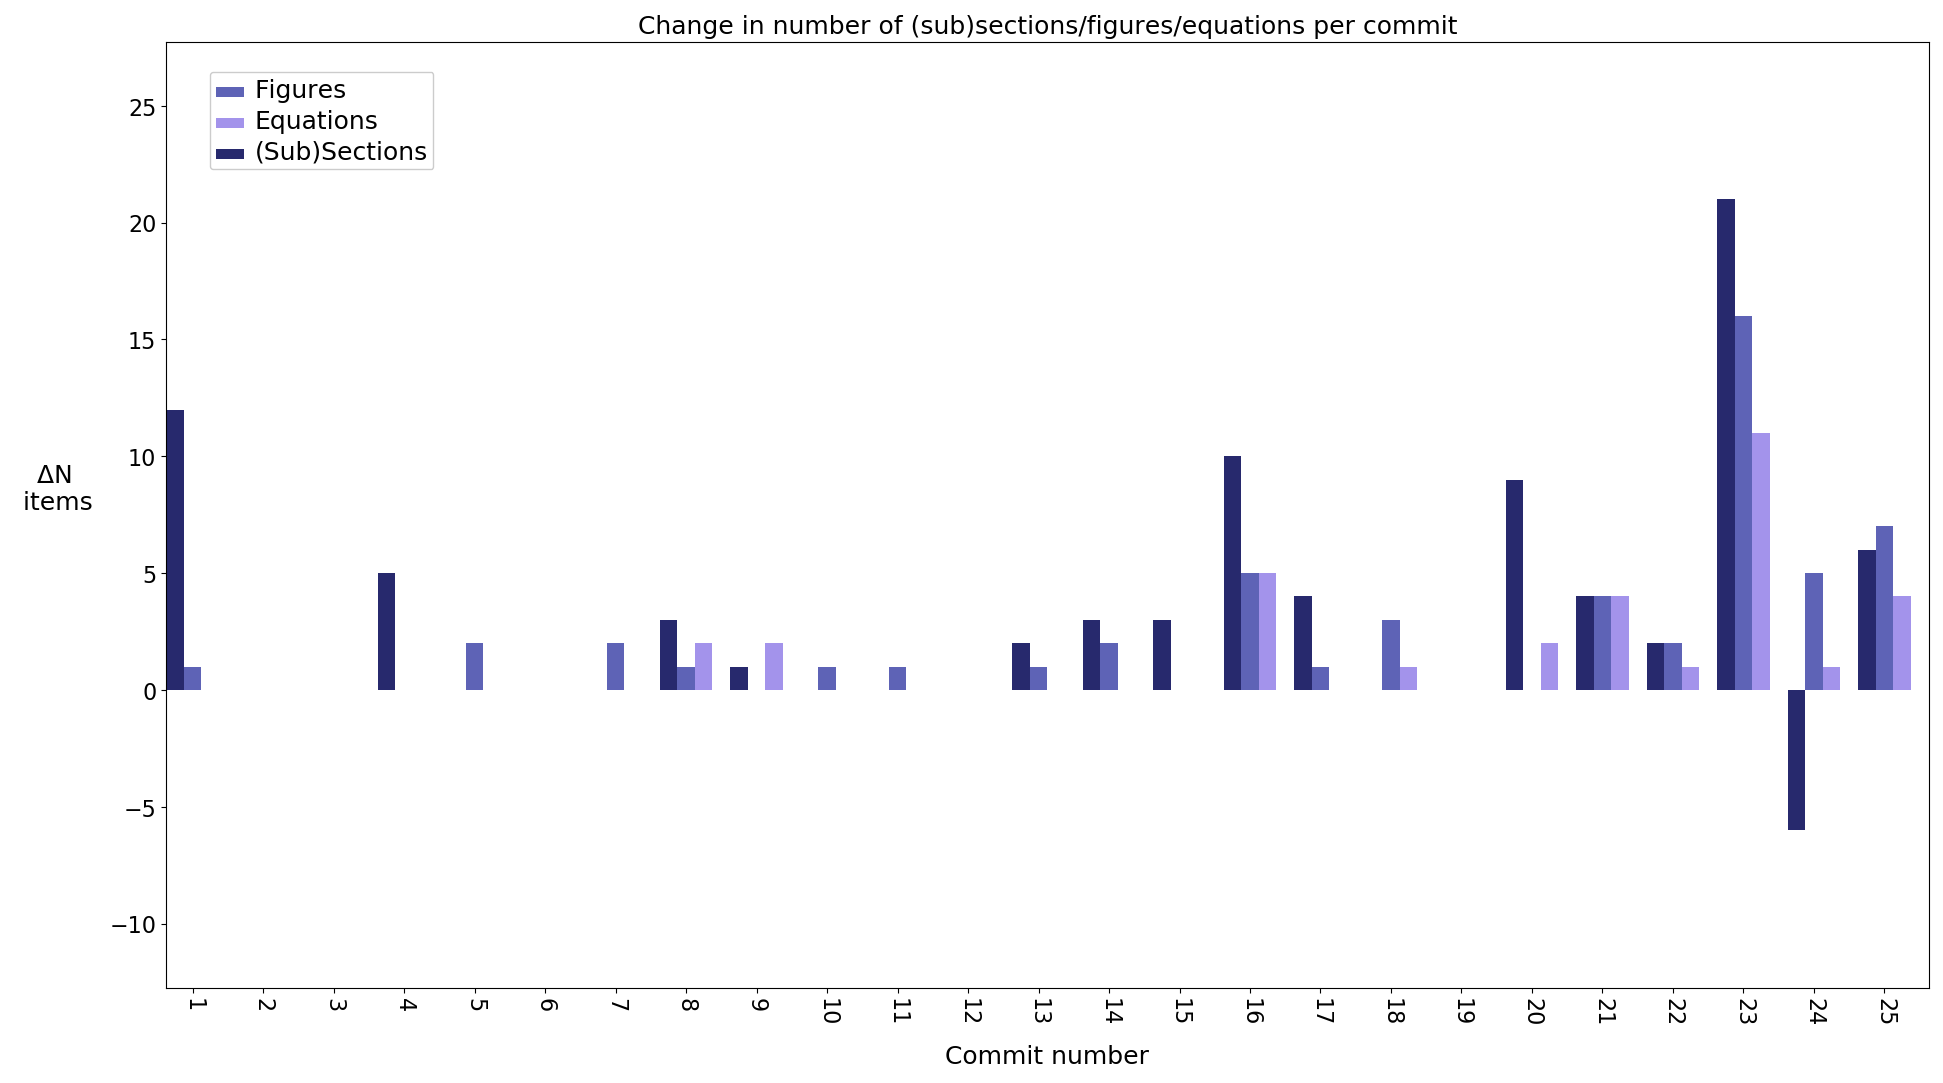 Change in number of (sub)sections/figures/equations per commit
Figures
Equations
(Sub)Sections
25
20
15
10
5
0
−5
−10
ΔN
items
1 2 3 4 5 6 7 8 9 10 11 12 13 14 15 16 17 18 19 20 21 22 23 24 25
Commit number